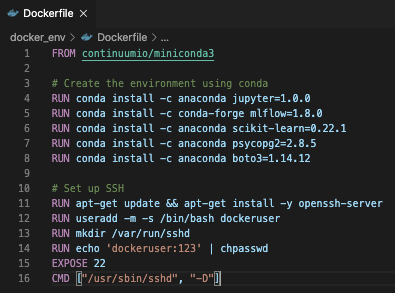 Dockerfile ×
docker_env > Dockerfile > ...
1 FROM continuumio/miniconda3
2
3 # Create the environment using conda
4 RUN conda install -c anaconda jupyter=1.0.0
5 RUN conda install -c conda-forge mlflow=1.8.0
6 RUN conda install -c anaconda scikit-learn=0.22.1
7 RUN conda install -c anaconda psycopg2=2.8.5
8 RUN conda install -c anaconda boto3=1.14.12
9
10 # Set up SSH
11 RUN apt-get update && apt-get install -y openssh-server
12 RUN useradd -m -s /bin/bash dockeruser
13 RUN mkdir /var/run/sshd
14 RUN echo 'dockeruser:123' | chpasswd
15 EXPOSE 22
16 CMD ["/usr/sbin/sshd", "-D"]